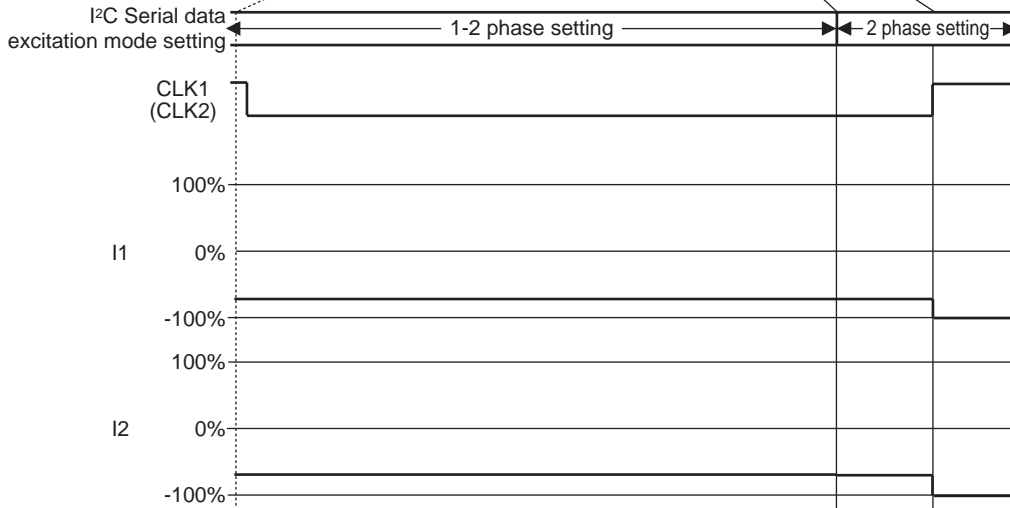 I²C Serial data
excitation mode setting
1-2 phase setting
2 phase setting
CLK1
(CLK2)
100%
I1 0%
-100%
100%
I2 0%
-100%